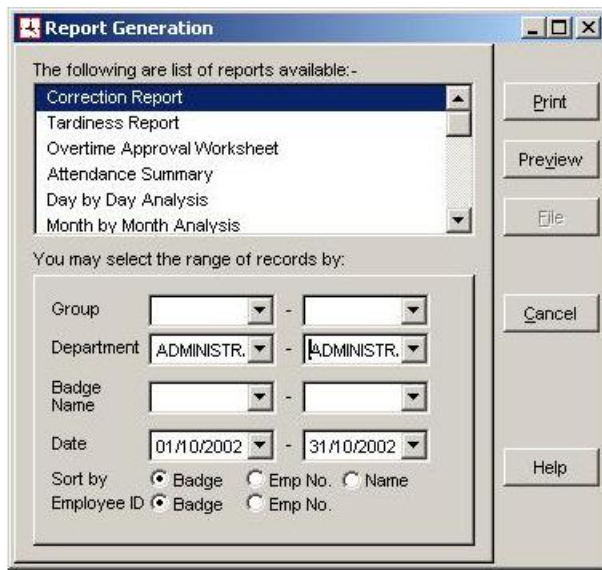 Report Generation
The following are list of reports available:-
Correction Report
Tardiness Report
Overtime Approval Worksheet
Attendance Summary
Day by Day Analysis
Month by Month Analysis
You may select the range of records by:
Group -
Department ADMINISTR. - ADMINISTR.
Badge
Name -
Date 01/10/2002 - 31/10/2002
Sort by Badge Emp No. Name
Employee ID Badge Emp No.
Print
Preview
File
Cancel
Help